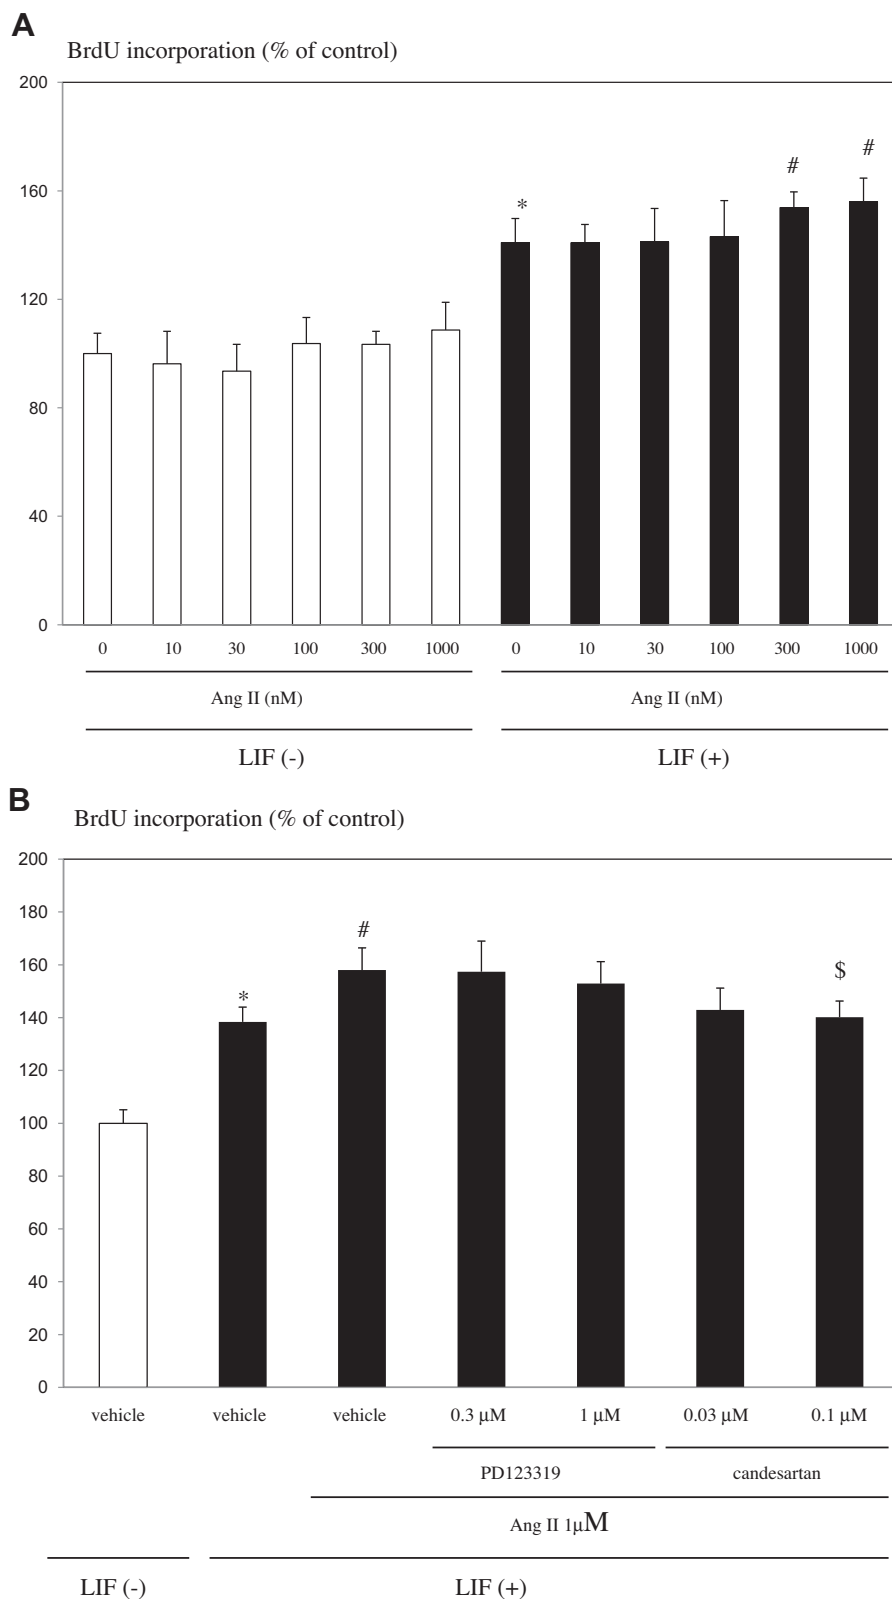 A
BrdU incorporation (% of control)
200
160
120
80
40
0
* # #
0 10 30 100 300 1000 0 10 30 100 300 1000
Ang II (nM) Ang II (nM)
LIF (-) LIF (+)
B
BrdU incorporation (% of control)
200
180
160
140
120
100
80
60
40
20
0
* # $
vehicle vehicle vehicle 0.3 μM 1 μM 0.03 μM 0.1 μM
PD123319 candesartan
Ang II 1μM
LIF (-) LIF (+)